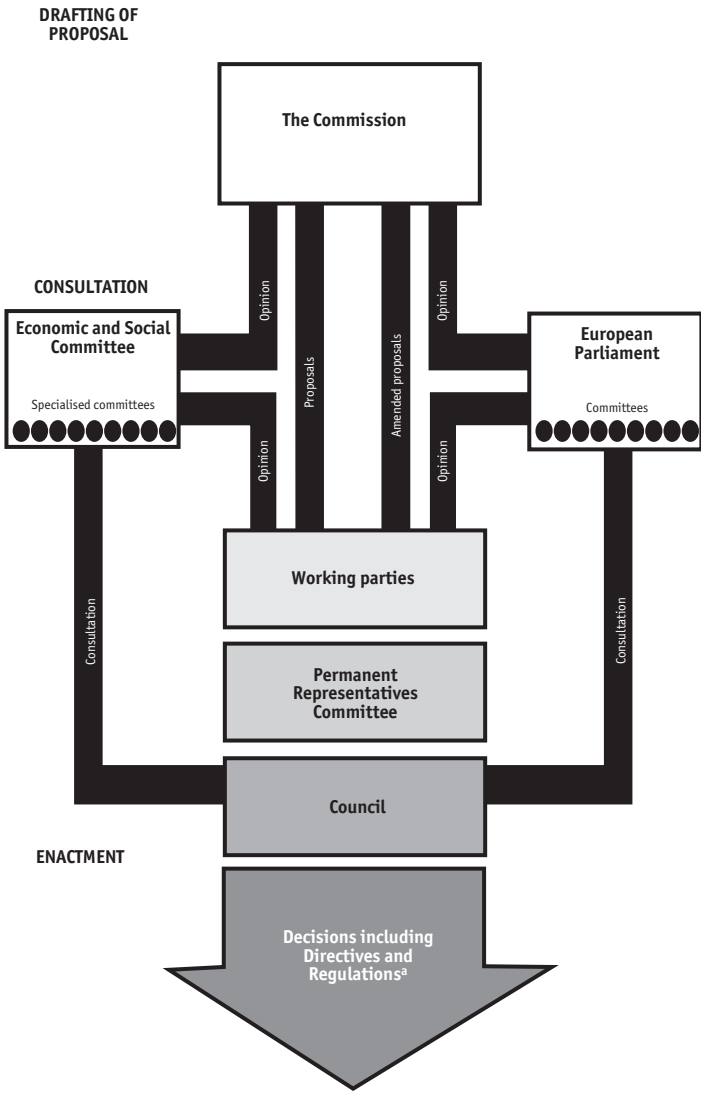 DRAFTING OF
PROPOSAL
The Commission
Opinion
Proposals
Amended proposals
Opinion
CONSULTATION
Economic and Social
Committee
Specialised committees
European
Parliament
Committees
Opinion
Opinion
Working parties
Consultation
Consultation
Permanent
Representatives
Committee
Council
ENACTMENT
Decisions including
Directives and
Regulationsª